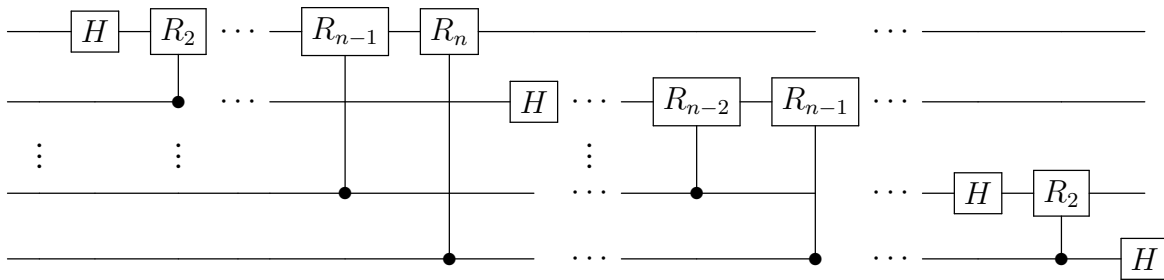 H R_2 ··· R_{n-1} R_n ···
··· H ··· R_{n-2} R_{n-1} ···
⋮ ⋮ ⋮
··· ··· H R_2
··· ··· H